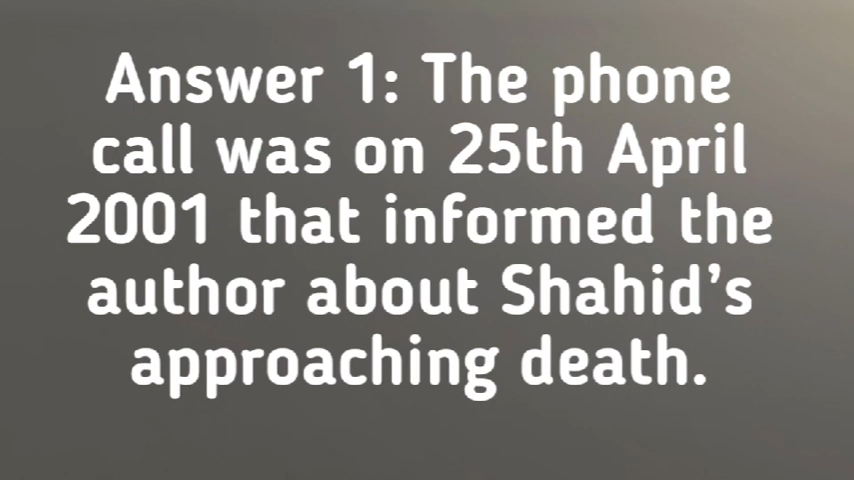 Answer 1: The phone
call was on 25th April
2001 that informed the
author about Shahid’s
approaching death.